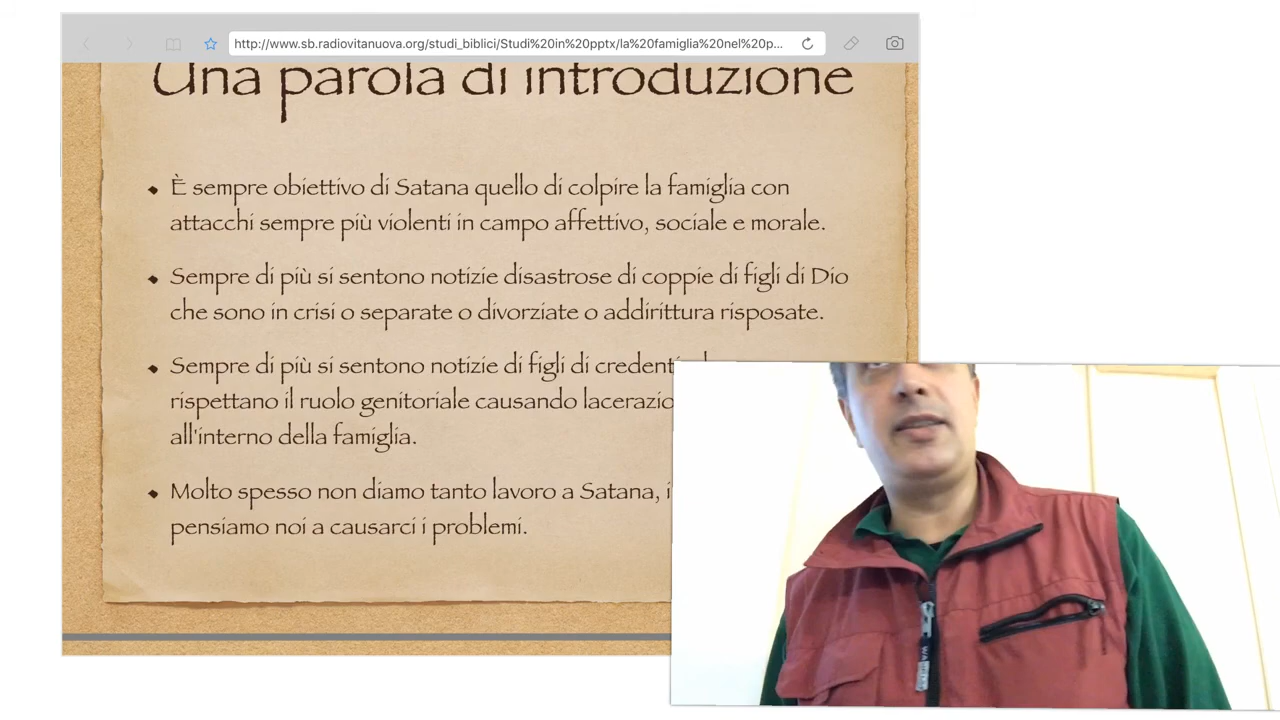 http://www.sb.radiovitanuova.org/studi_biblici/Studi%20in%20pptx/la%20famiglia%20nel%20p...
Una parola di introduzione
È sempre obiettivo di Satana quello di colpire la famiglia con
attacchi sempre più violenti in campo affettivo, sociale e morale.
Sempre di più si sentono notizie disastrose di coppie di figli di Dio
che sono in crisi o separate o divorziate o addirittura risposate.
Sempre di più si sentono notizie di figli di
rispettano il ruolo genitoriale causando
all'interno della famiglia.
Molto spesso non diamo tanto lavoro a Satana,
pensiamo noi a causarci i problemi.